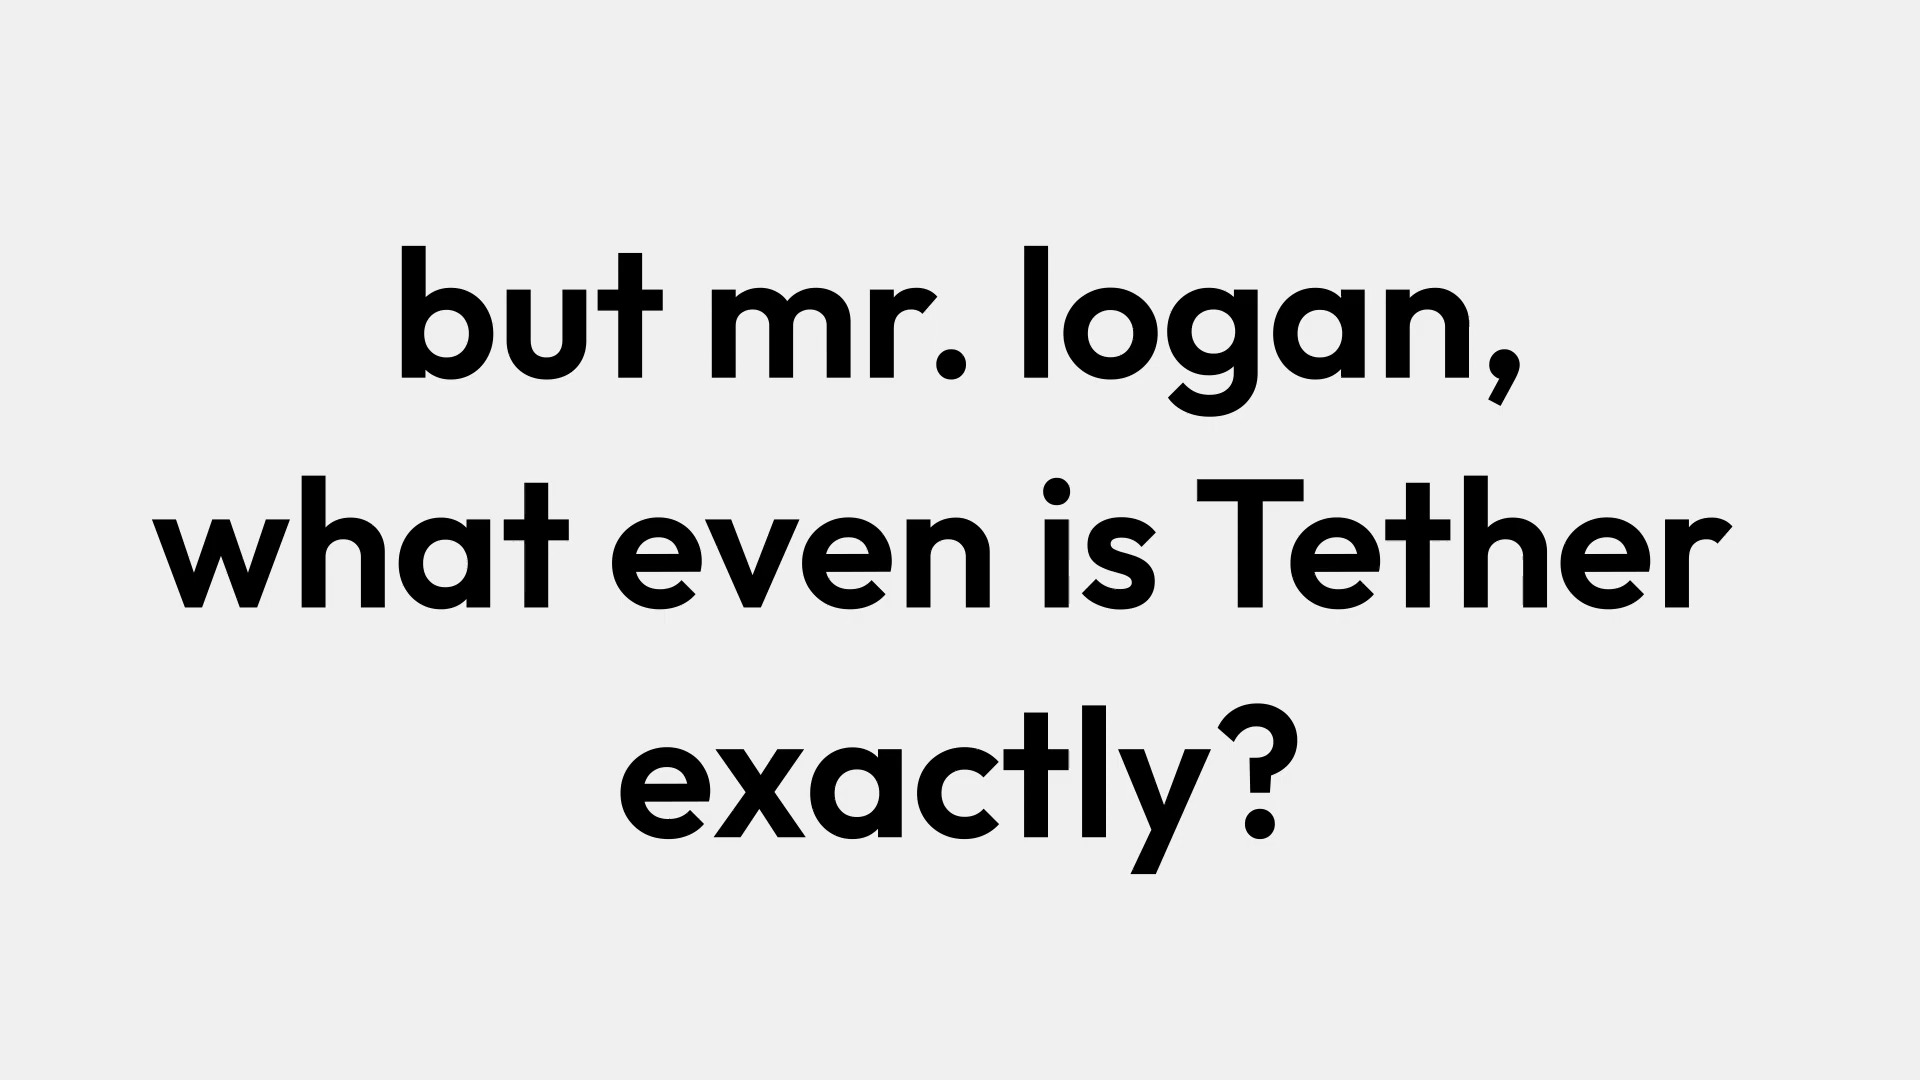 but mr. logan,
what even is Tether
exactly?